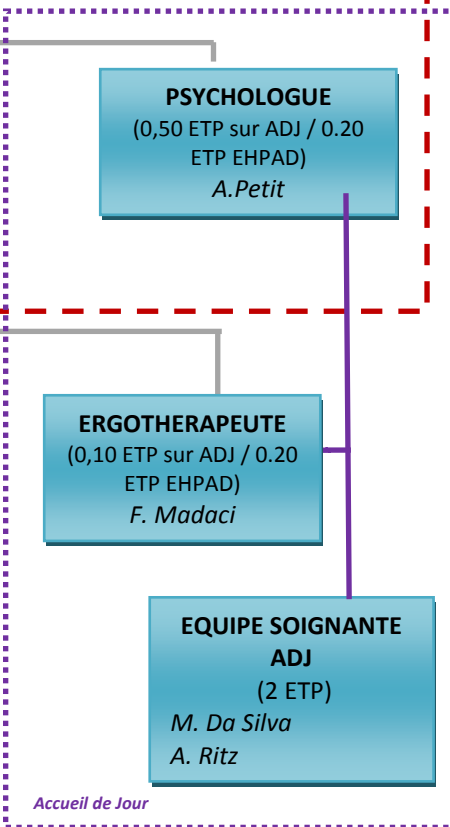 PSYCHOLOGUE
(0,50 ETP sur ADJ / 0.20
ETP EHPAD)
A.Petit
ERGOTHERAPEUTE
(0,10 ETP sur ADJ / 0.20
ETP EHPAD)
F. Madaci
EQUIPE SOIGNANTE
ADJ
(2 ETP)
M. Da Silva
A. Ritz
Accueil de Jour